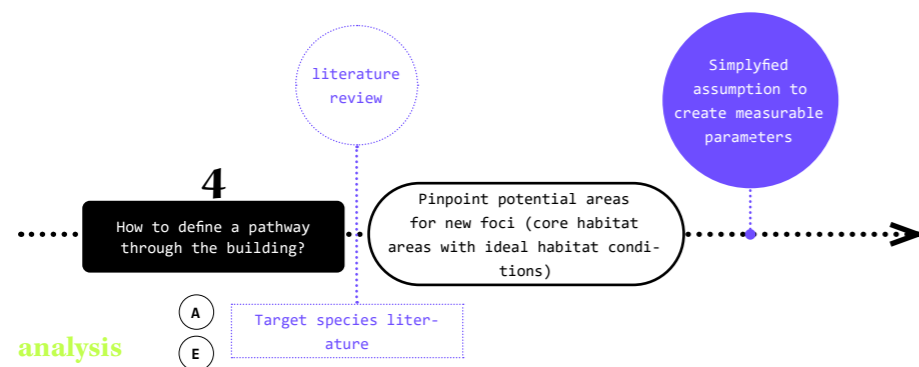 literature
review
Simplyfied
assumption to
create measurable
parameters
4
How to define a pathway
through the building?
Pinpoint potential areas
for new foci (core habitat
areas with ideal habitat condi-
tions)
A
E
Target species liter-
ature
analysis